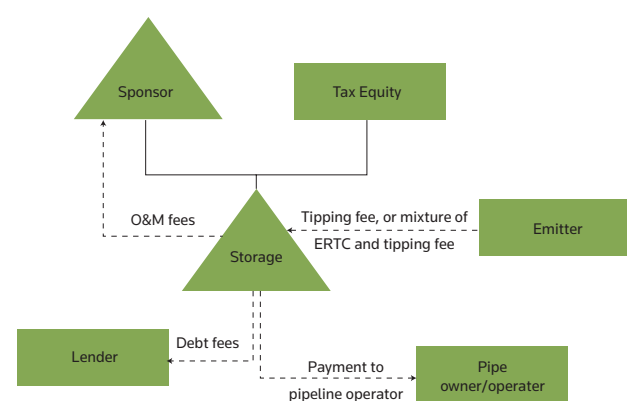 Sponsor
Tax Equity
O&M fees
Tipping fee, or mixture of
ERTC and tipping fee
Emitter
Storage
Debt fees
Lender
Payment to
pipeline operator
Pipe
owner/operater